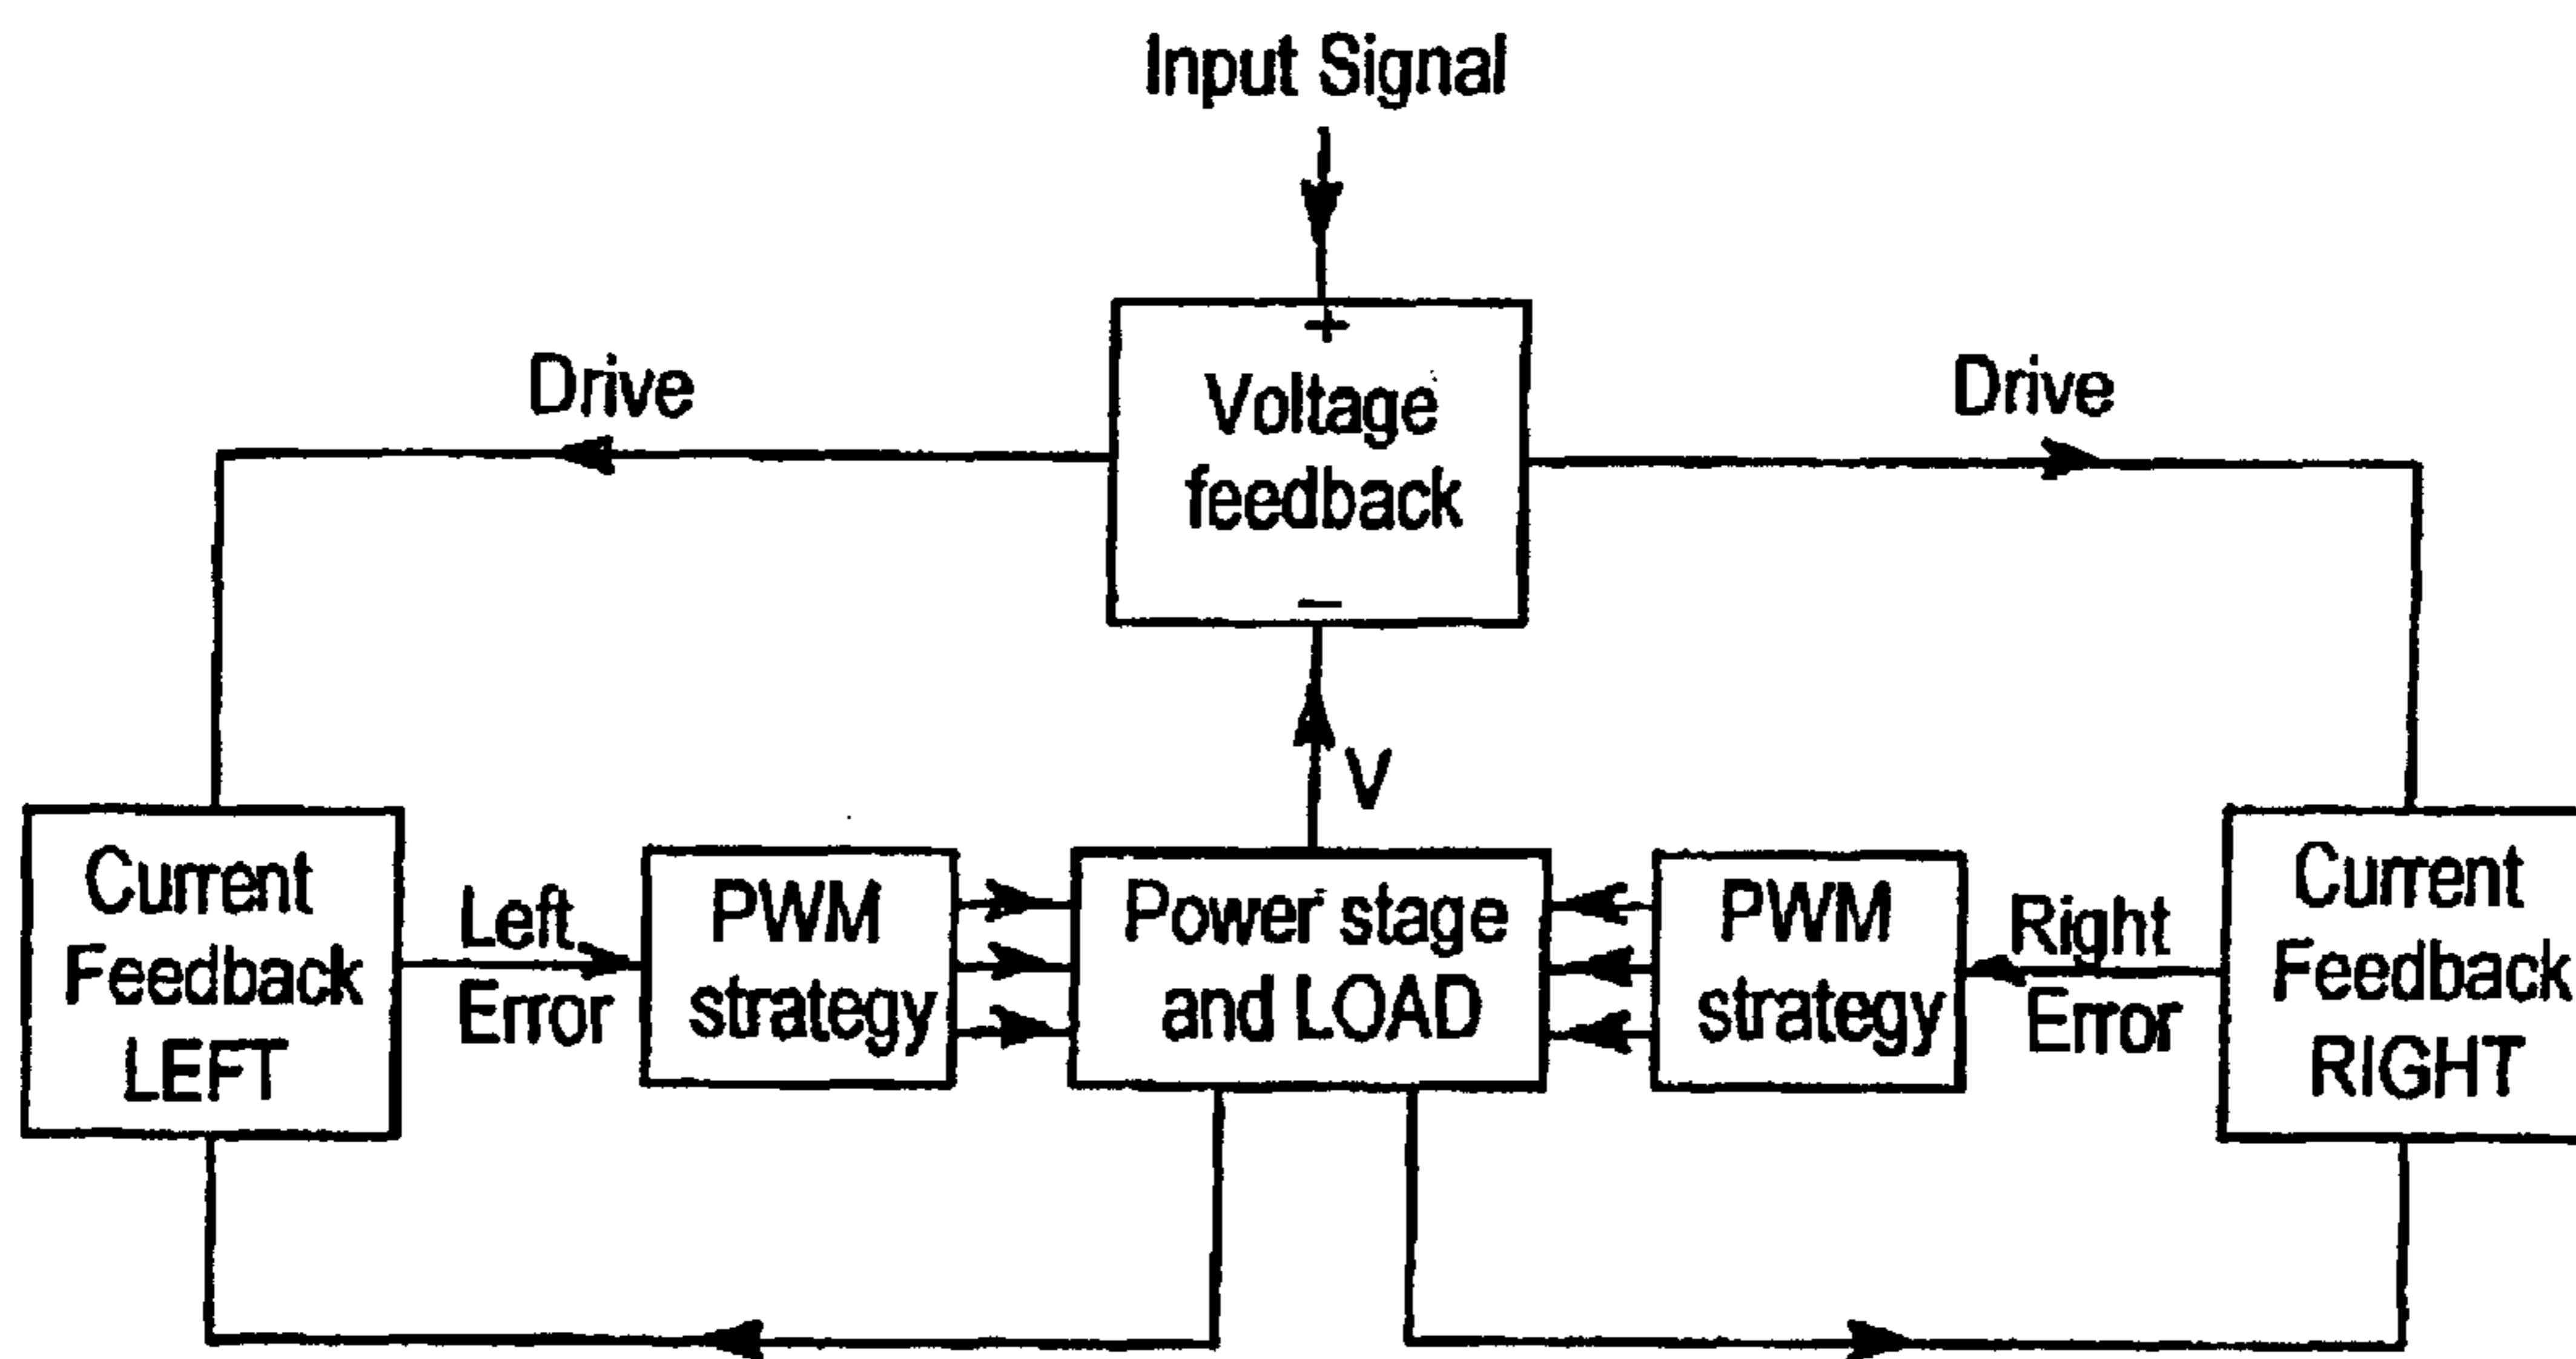 Input Signal
+
Drive
Voltage
feedback
Drive
−
V
Current
Feedback
LEFT
Left
Error
PWM
strategy
Power stage
and LOAD
PWM
strategy
Right
Error
Current
Feedback
RIGHT